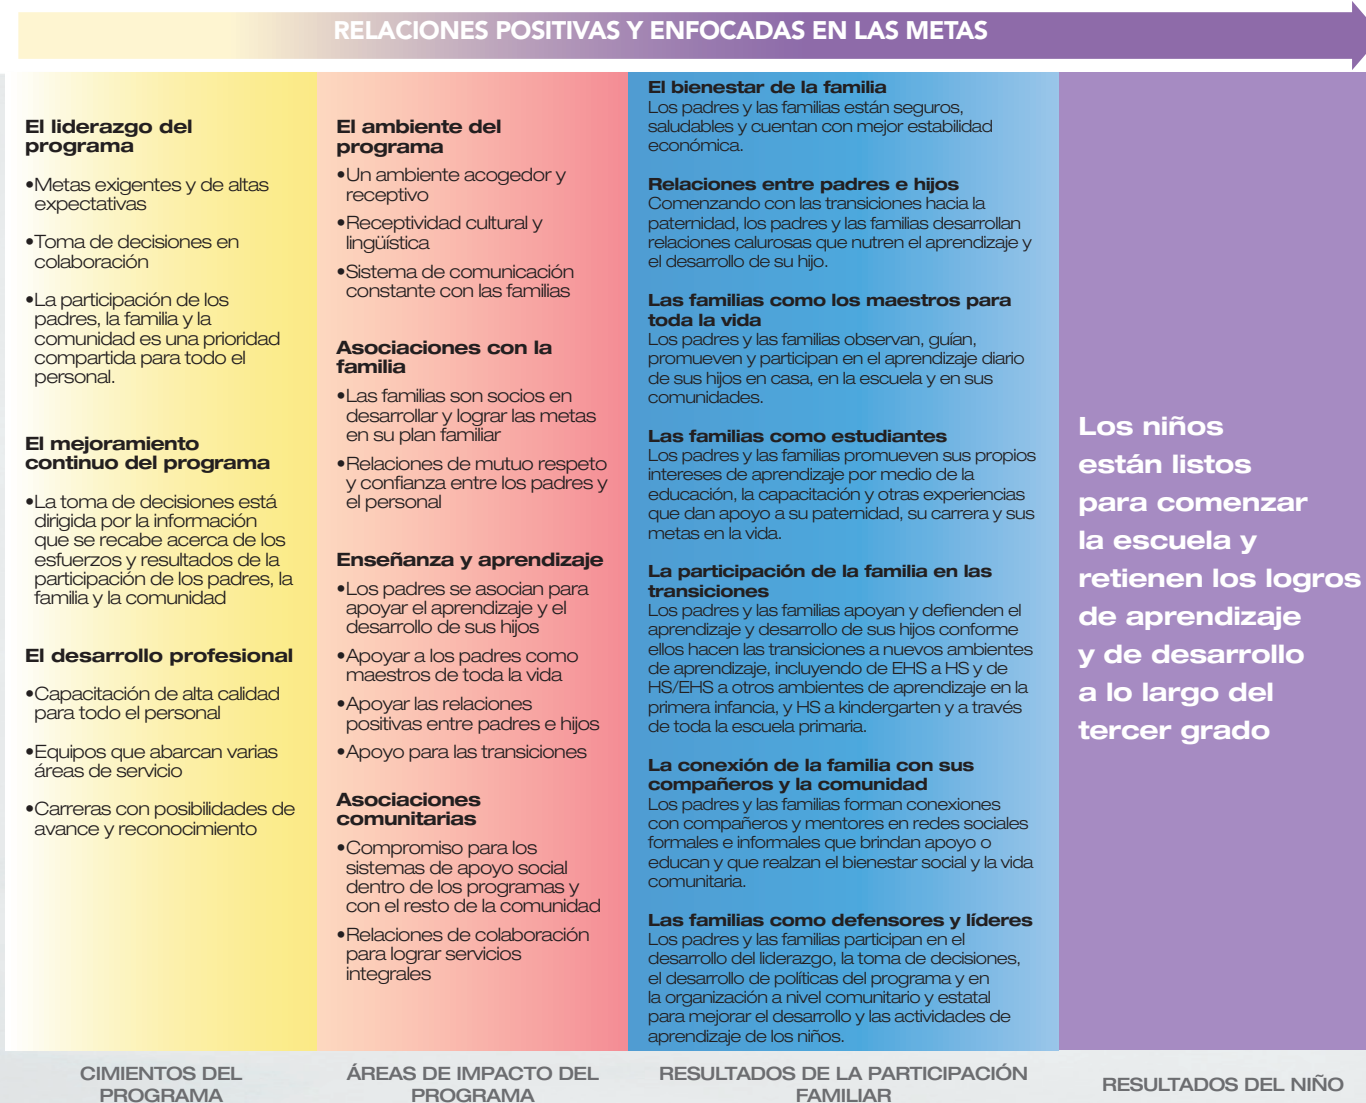 RELACIONES POSITIVAS Y ENFOCADAS EN LAS METAS
El liderazgo del
programa
•Metas exigentes y de altas
expectativas
•Toma de decisiones en
colaboración
•La participación de los
padres, la familia y la
comunidad es una prioridad
compartida para todo el
personal.
El mejoramiento
continuo del programa
•La toma de decisiones está
dirigida por la información
que se recabe acerca de los
esfuerzos y resultados de la
participación de los padres, la
familia y la comunidad
El desarrollo profesional
•Capacitación de alta calidad
para todo el personal
•Equipos que abarcan varias
áreas de servicio
•Carreras con posibilidades de
avance y reconocimiento
CIMIENTOS DEL
PROGRAMA
El ambiente del
programa
•Un ambiente acogedor y
receptivo
•Receptividad cultural y
lingüística
•Sistema de comunicación
constante con las familias
Asociaciones con la
familia
•Las familias son socios en
desarrollar y lograr las metas
en su plan familiar
•Relaciones de mutuo respeto
y confianza entre los padres y
el personal
Enseñanza y aprendizaje
•Los padres se asocian para
apoyar el aprendizaje y el
desarrollo de sus hijos
•Apoyar a los padres como
maestros de toda la vida
•Apoyar las relaciones
positivas entre padres e hijos
•Apoyo para las transiciones
Asociaciones
comunitarias
•Compromiso para los
sistemas de apoyo social
dentro de los programas y
con el resto de la comunidad
•Relaciones de colaboración
para lograr servicios
integrales
ÁREAS DE IMPACTO DEL
PROGRAMA
El bienestar de la familia
Los padres y las familias están seguros,
saludables y cuentan con mejor estabilidad
económica.
Relaciones entre padres e hijos
Comenzando con las transiciones hacia la
paternidad, los padres y las familias desarrollan
relaciones calurosas que nutren el aprendizaje y
el desarrollo de su hijo.
Las familias como los maestros para
toda la vida
Los padres y las familias observan, guían,
promueven y participan en el aprendizaje diario
de sus hijos en casa, en la escuela y en sus
comunidades.
Las familias como estudiantes
Los padres y las familias promueven sus propios
intereses de aprendizaje por medio de la
educación, la capacitación y otras experiencias
que dan apoyo a su paternidad, su carrera y sus
metas en la vida.
La participación de la familia en las
transiciones
Los padres y las familias apoyan y defienden el
aprendizaje y desarrollo de sus hijos conforme
ellos hacen las transiciones a nuevos ambientes
de aprendizaje, incluyendo de EHS a HS y de
HS/EHS a otros ambientes de aprendizaje en la
primera infancia, y HS a kindergarten y a través
de toda la escuela primaria.
La conexión de la familia con sus
compañeros y la comunidad
Los padres y las familias forman conexiones
con compañeros y mentores en redes sociales
formales e informales que brindan apoyo o
educan y que realzan el bienestar social y la vida
comunitaria.
Las familias como defensores y líderes
Los padres y las familias participan en el
desarrollo del liderazgo, la toma de decisiones,
el desarrollo de políticas del programa y en
la organización a nivel comunitario y estatal
para mejorar el desarrollo y las actividades de
aprendizaje de los niños.
RESULTADOS DE LA PARTICIPACIÓN
FAMILIAR
Los niños
están listos
para comenzar
la escuela y
retienen los logros
de aprendizaje
y de desarrollo
a lo largo del
tercer grado
RESULTADOS DEL NIÑO